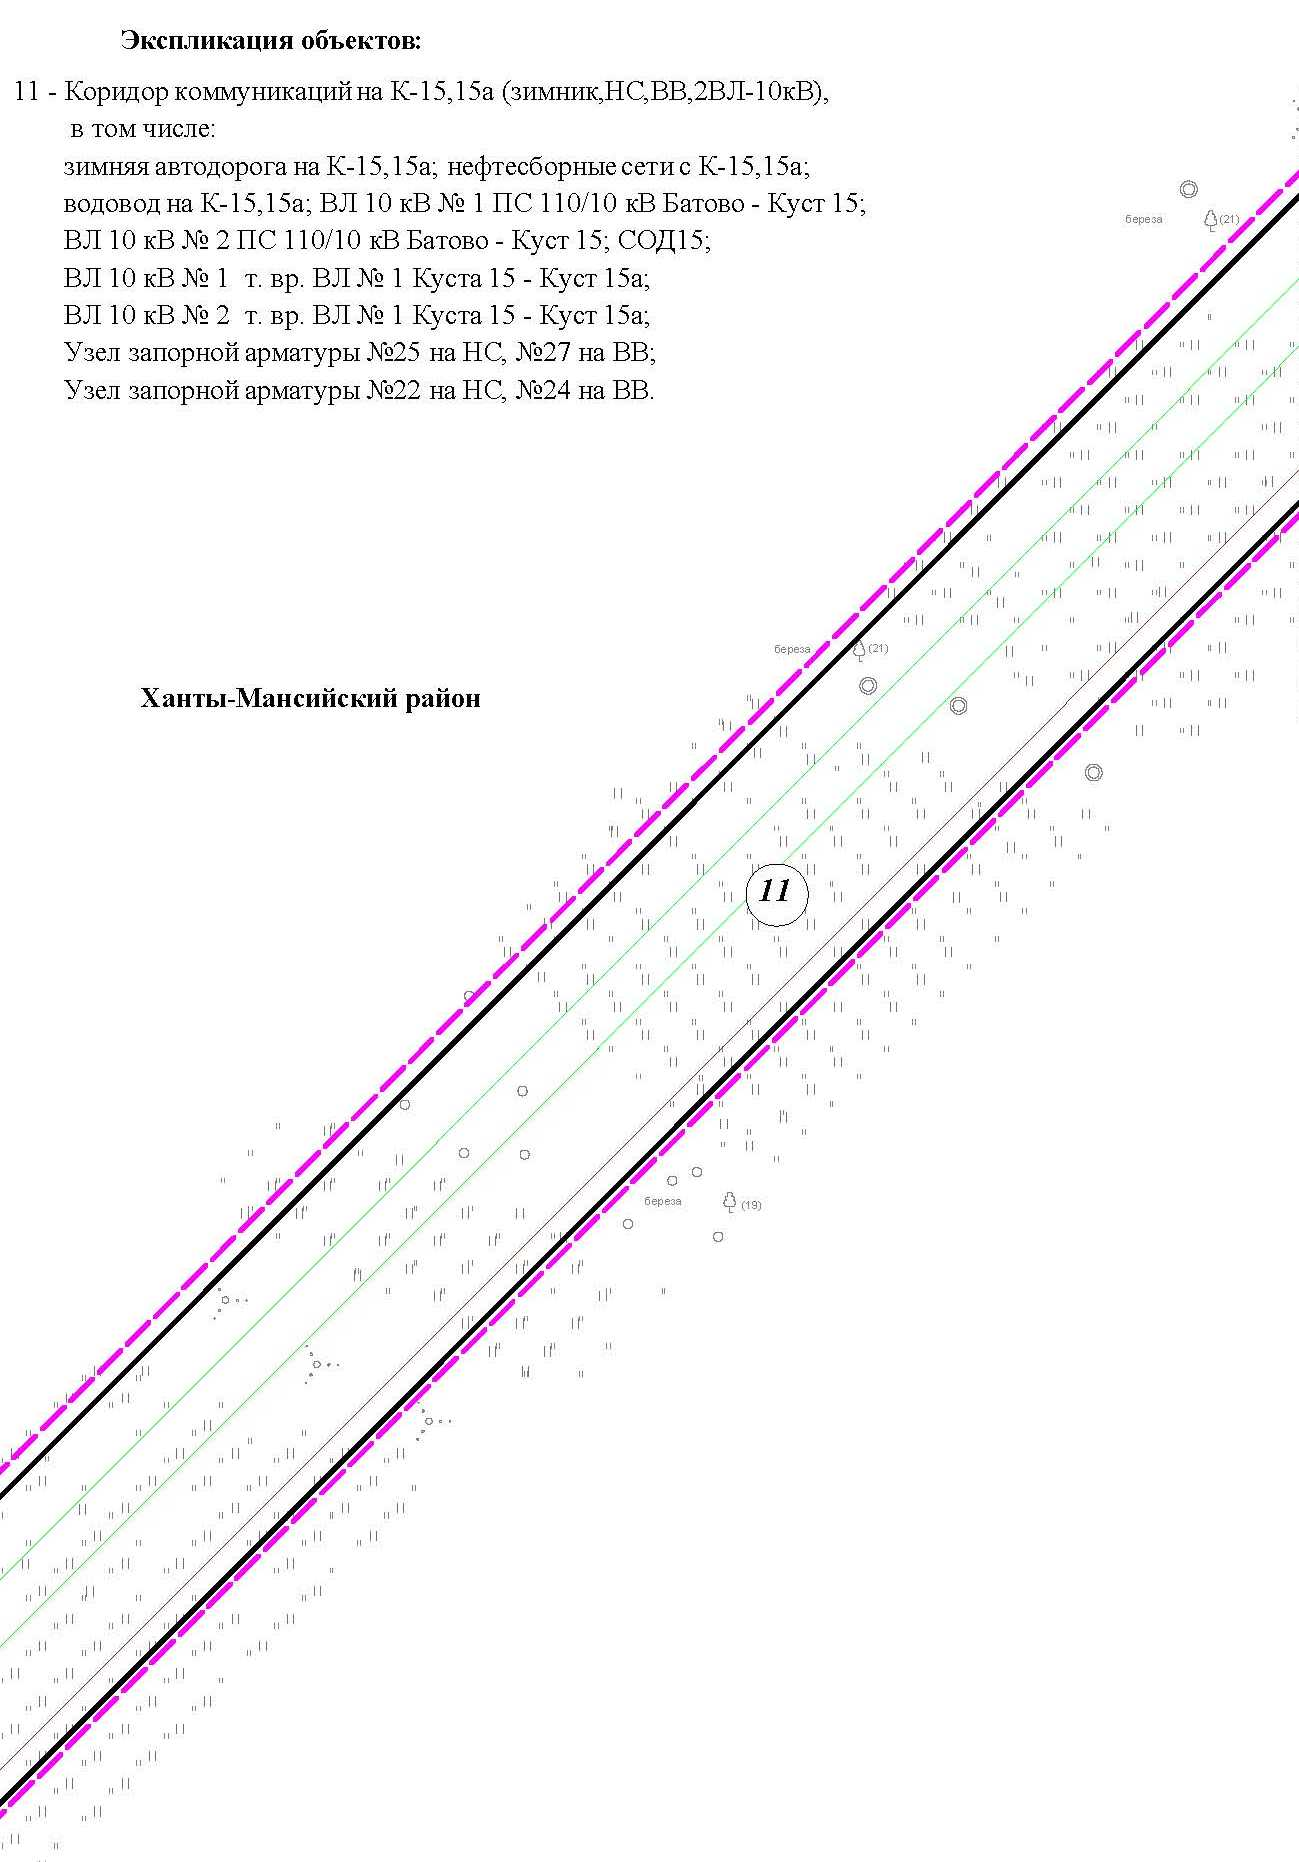 Экспликация объектов:
11 - Коридор коммуникаций на К-15,15а (зимник,НС,ВВ,2ВЛ-10кВ),
в том числе:
зимняя автодорога на К-15,15а; нефтесборные сети с К-15,15а;
водовод на К-15,15а; ВЛ 10 кВ № 1 ПС 110/10 кВ Батово - Куст 15;
ВЛ 10 кВ № 2 ПС 110/10 кВ Батово - Куст 15; СОД15;
ВЛ 10 кВ № 1 т. вр. ВЛ № 1 Куста 15 - Куст 15а;
ВЛ 10 кВ № 2 т. вр. ВЛ № 1 Куста 15 - Куст 15а;
Узел запорной арматуры №25 на НС, №27 на ВВ;
Узел запорной арматуры №22 на НС, №24 на ВВ.
береза (21)
береза (21)
Ханты-Мансийский район
11
береза (19)